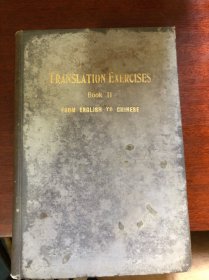 TRANSLATION EXERCISES
Book II
FROM ENGLISH TO CHINESE